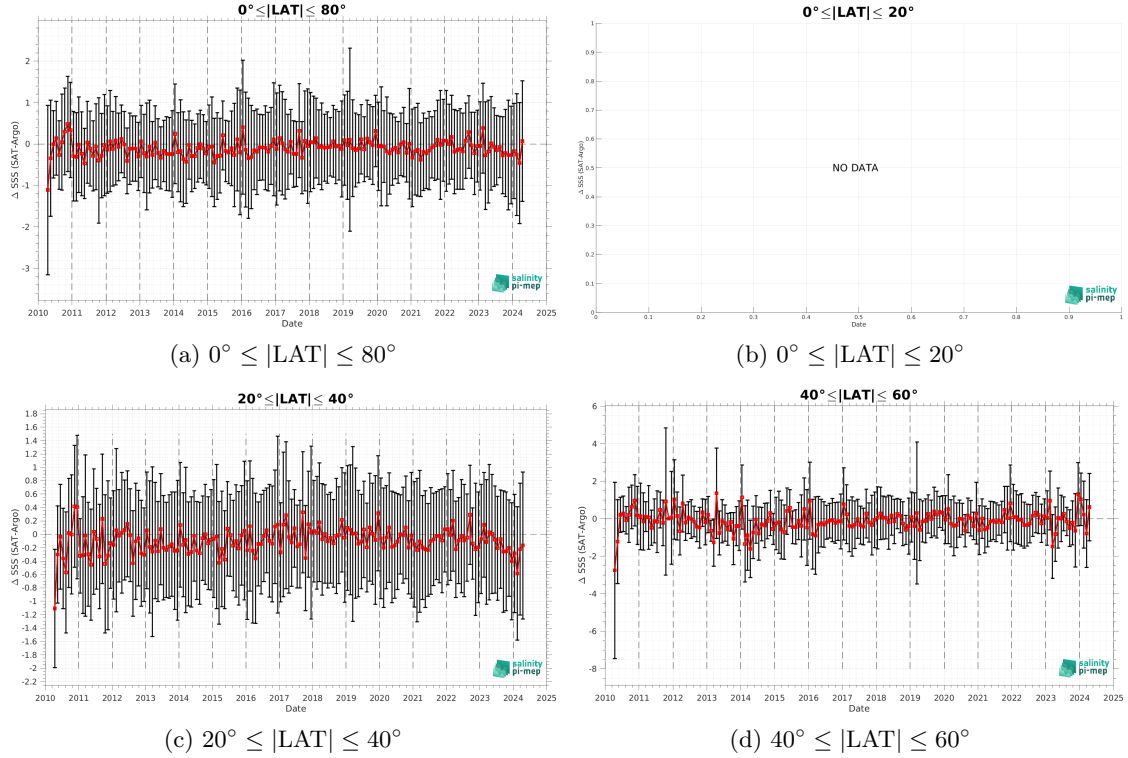 0°≤|LAT|≤ 80°
Δ SSS (SAT-Argo)
2
1
0
-1
-2
-3
2010 2011 2012 2013 2014 2015 2016 2017 2018 2019 2020 2021 2022 2023 2024 2025
Date
salinity
pi-mep
(a) 0° ≤ |LAT| ≤ 80°
0°≤|LAT|≤ 20°
Δ SSS (SAT-Argo)
1
0.9
0.8
0.7
0.6
0.5
0.4
0.3
0.2
0.1
0
NO DATA
0 0.1 0.2 0.3 0.4 0.5 0.6 0.7 0.8 0.9 1
Date
salinity
pi-mep
(b) 0° ≤ |LAT| ≤ 20°
20°≤|LAT|≤ 40°
Δ SSS (SAT-Argo)
1.8
1.6
1.4
1.2
1
0.8
0.6
0.4
0.2
0
-0.2
-0.4
-0.6
-0.8
-1
-1.2
-1.4
-1.6
-1.8
-2
-2.2
2010 2011 2012 2013 2014 2015 2016 2017 2018 2019 2020 2021 2022 2023 2024 2025
Date
salinity
pi-mep
(c) 20° ≤ |LAT| ≤ 40°
40°≤|LAT|≤ 60°
Δ SSS (SAT-Argo)
6
4
2
0
-2
-4
-6
-8
2010 2011 2012 2013 2014 2015 2016 2017 2018 2019 2020 2021 2022 2023 2024 2025
Date
salinity
pi-mep
(d) 40° ≤ |LAT| ≤ 60°